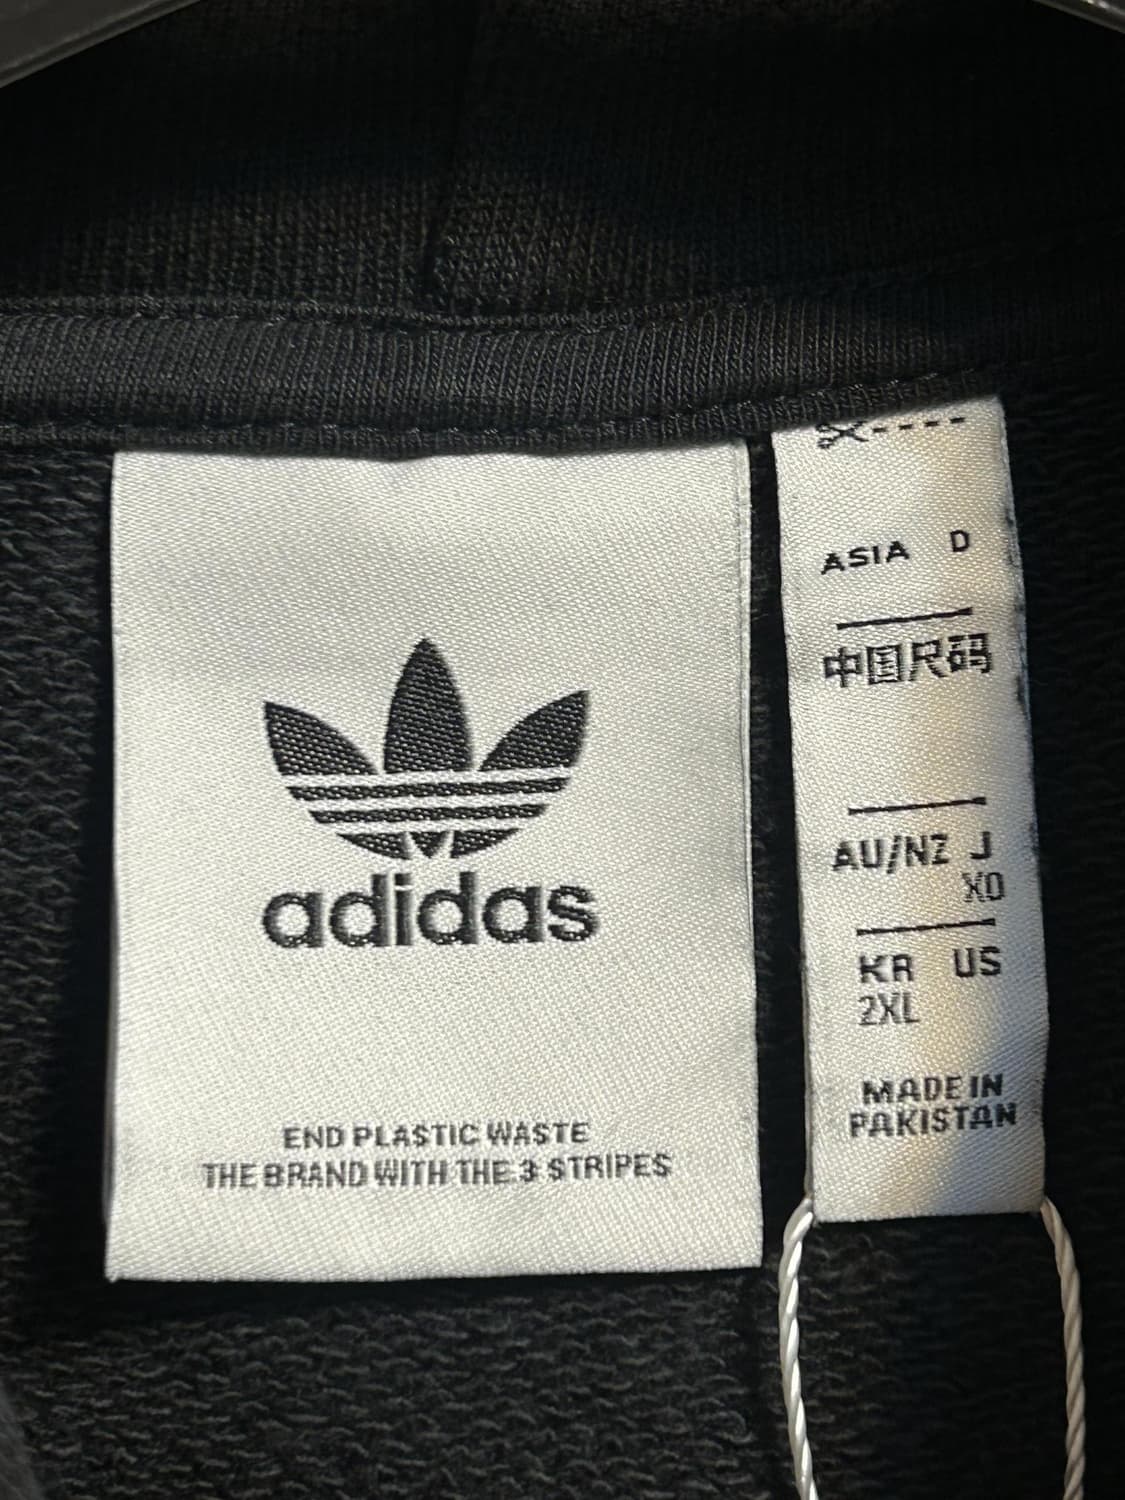 adidas
END PLASTIC WASTE
THE BRAND WITH THE 3 STRIPES
ASIA D
中国尺码
AU/NZ J
XO
KR US
2XL
MADE IN
PAKISTAN